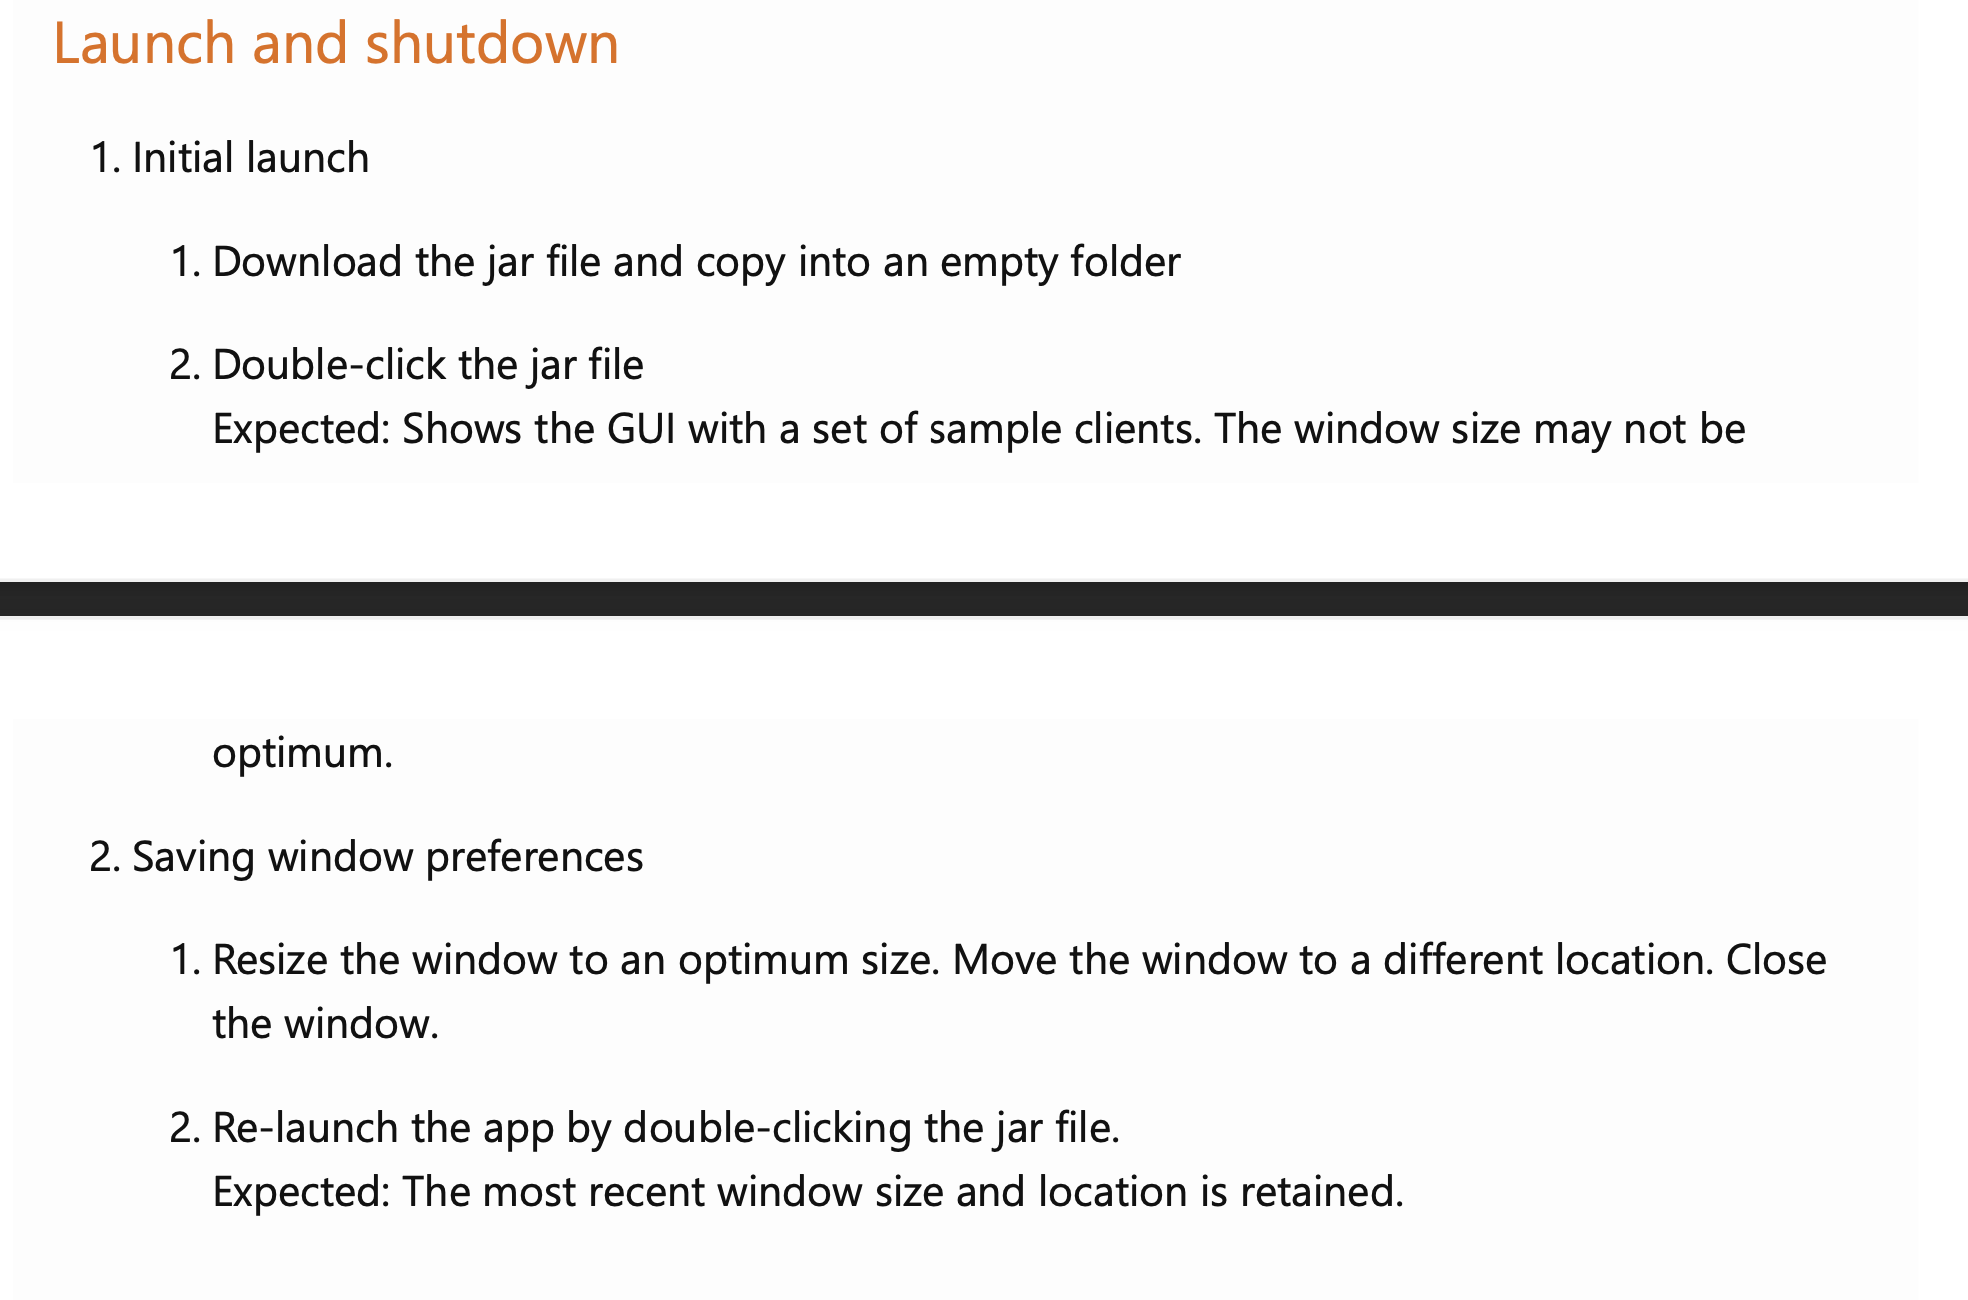 Launch and shutdown
1. Initial launch
1. Download the jar file and copy into an empty folder
2. Double-click the jar file
Expected: Shows the GUI with a set of sample clients. The window size may not be
optimum.
2. Saving window preferences
1. Resize the window to an optimum size. Move the window to a different location. Close
the window.
2. Re-launch the app by double-clicking the jar file.
Expected: The most recent window size and location is retained.